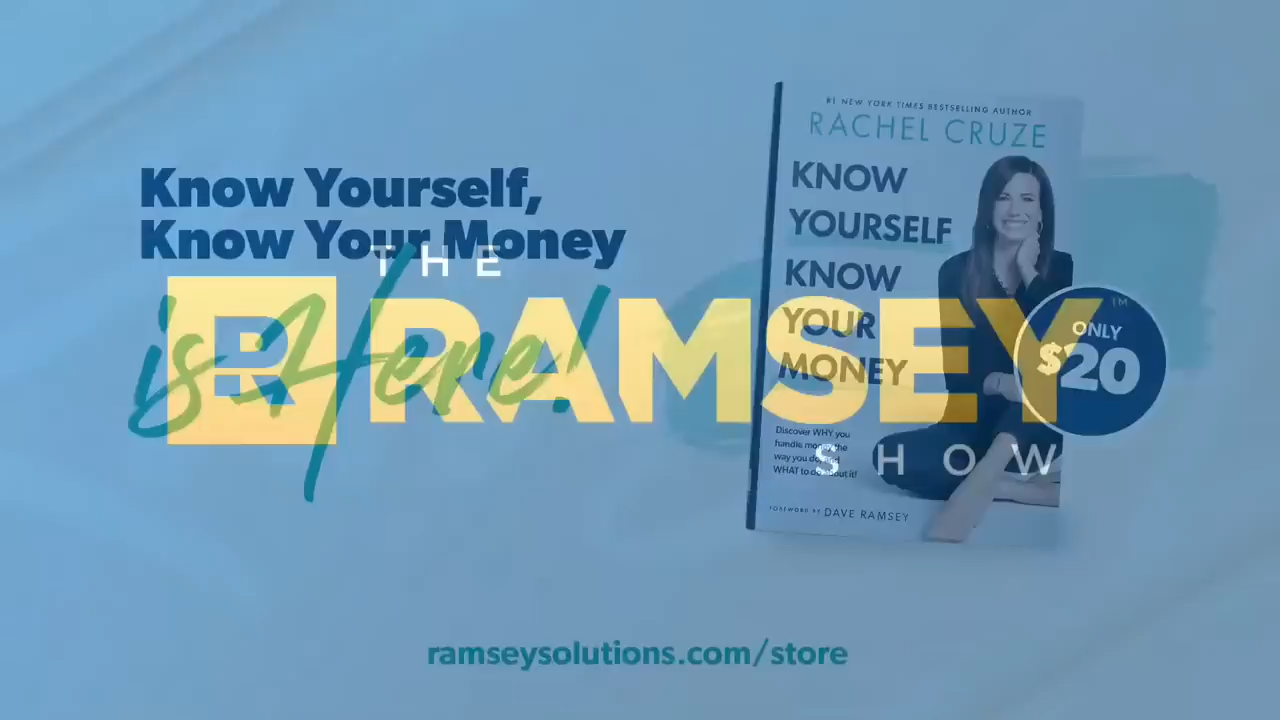 Know Yourself,
Know Your Money
is Here!
THE
R RAMSEY™
SHOW
#1 NEW YORK TIMES BESTSELLING AUTHOR
RACHEL CRUZE
KNOW
YOURSELF
KNOW
YOUR
MONEY
Discover WHY you
handle money the
way you do, and
WHAT to do about it!
FOREWORD BY DAVE RAMSEY
ONLY
$20
ramseysolutions.com/store